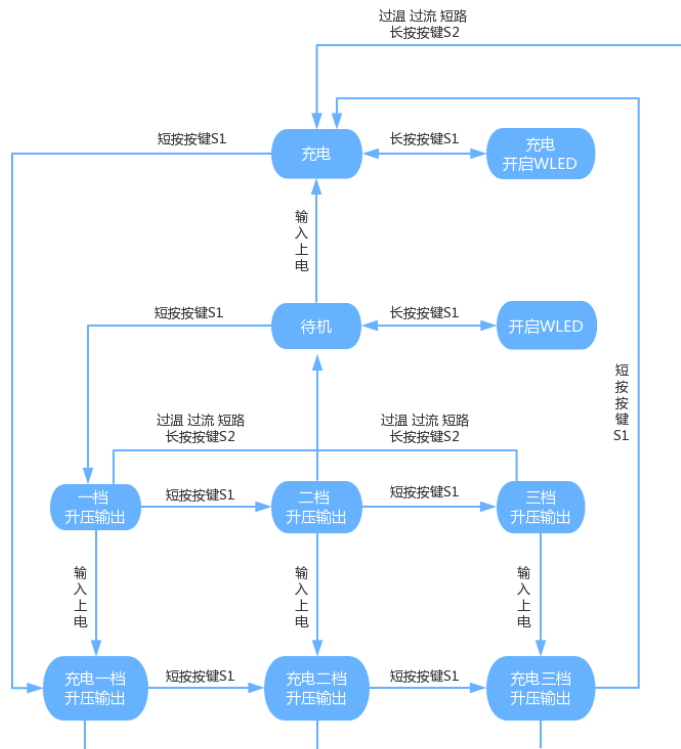 过温 过流 短路
长按按键S2
短按按键S1
充电
长按按键S1
充电
开启WLED
输入上电
短按按键S1
待机
长按按键S1
开启WLED
短按按键S1
过温 过流 短路
长按按键S2
过温 过流 短路
长按按键S2
一档
升压输出
短按按键S1
二档
升压输出
短按按键S1
三档
升压输出
输入上电
输入上电
输入上电
充电一档
升压输出
短按按键S1
充电二档
升压输出
短按按键S1
充电三档
升压输出